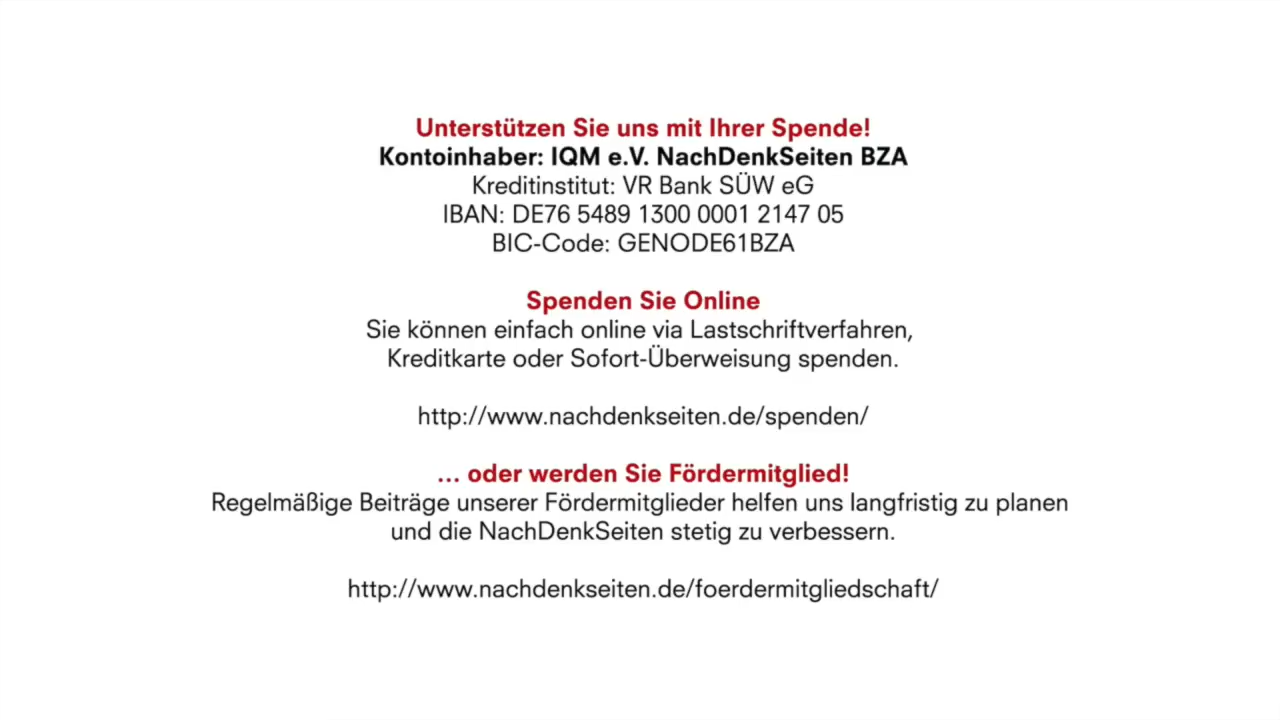 Unterstützen Sie uns mit Ihrer Spende!
Kontoinhaber: IQM e.V. NachDenkSeiten BZA
Kreditinstitut: VR Bank SÜW eG
IBAN: DE76 5489 1300 0001 2147 05
BIC-Code: GENODE61BZA
Spenden Sie Online
Sie können einfach online via Lastschriftverfahren,
Kreditkarte oder Sofort-Überweisung spenden.
http://www.nachdenkseiten.de/spenden/
... oder werden Sie Fördermitglied!
Regelmäßige Beiträge unserer Fördermitglieder helfen uns langfristig zu planen
und die NachDenkSeiten stetig zu verbessern.
http://www.nachdenkseiten.de/foerdermitgliedschaft/